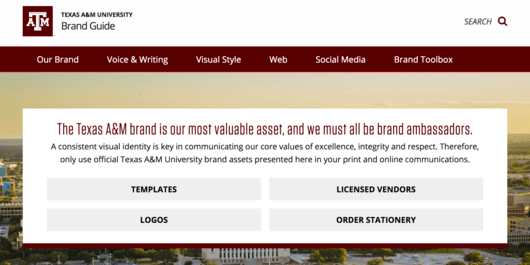 TEXAS A&M UNIVERSITY
Brand Guide
SEARCH
Our Brand Voice & Writing Visual Style Web Social Media Brand Toolbox
The Texas A&M brand is our most valuable asset, and we must all be brand ambassadors.
A consistent visual identity is key in communicating our core values of excellence, integrity and respect. Therefore,
only use official Texas A&M University brand assets presented here in your print and online communications.
TEMPLATES LICENSED VENDORS
LOGOS ORDER STATIONERY